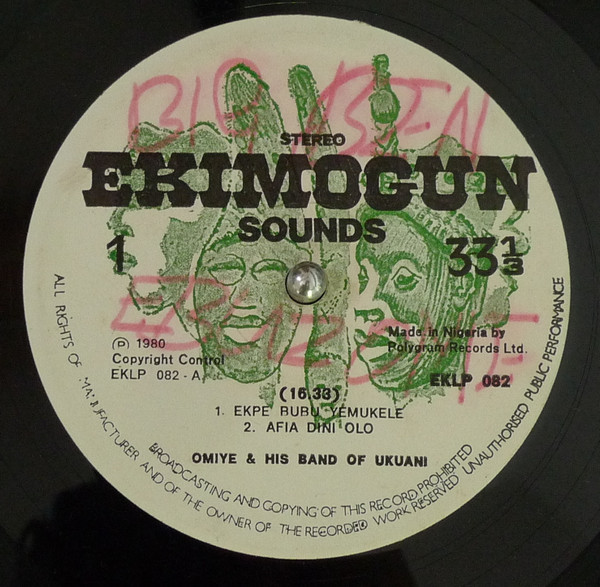 BIG BEN
STEREO
EKIMOGUN
SOUNDS
1
33⅓
℗ 1980
Copyright Control
EKLP 082 - A
Made in Nigeria by
Polygram Records Ltd.
EKLP 082
(16.33)
1. EKPE BUBU YEMUKELE
2. AFIA DINI OLO
OMIYE & HIS BAND OF UKUANI
ALL RIGHTS OF MANUFACTURER AND OF THE OWNER OF THE RECORDED WORK RESERVED UNAUTHORISED PUBLIC PERFORMANCE
BROADCASTING AND COPYING OF THIS RECORD PROHIBITED